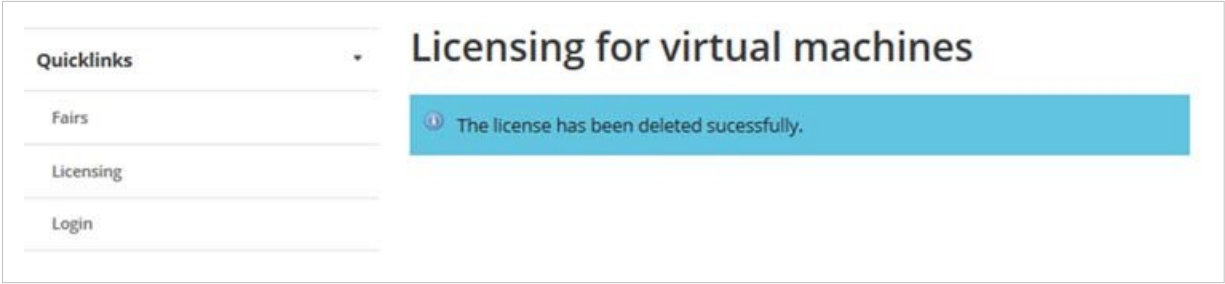 Quicklinks
Fairs
Licensing
Login
Licensing for virtual machines
The license has been deleted sucessfully.